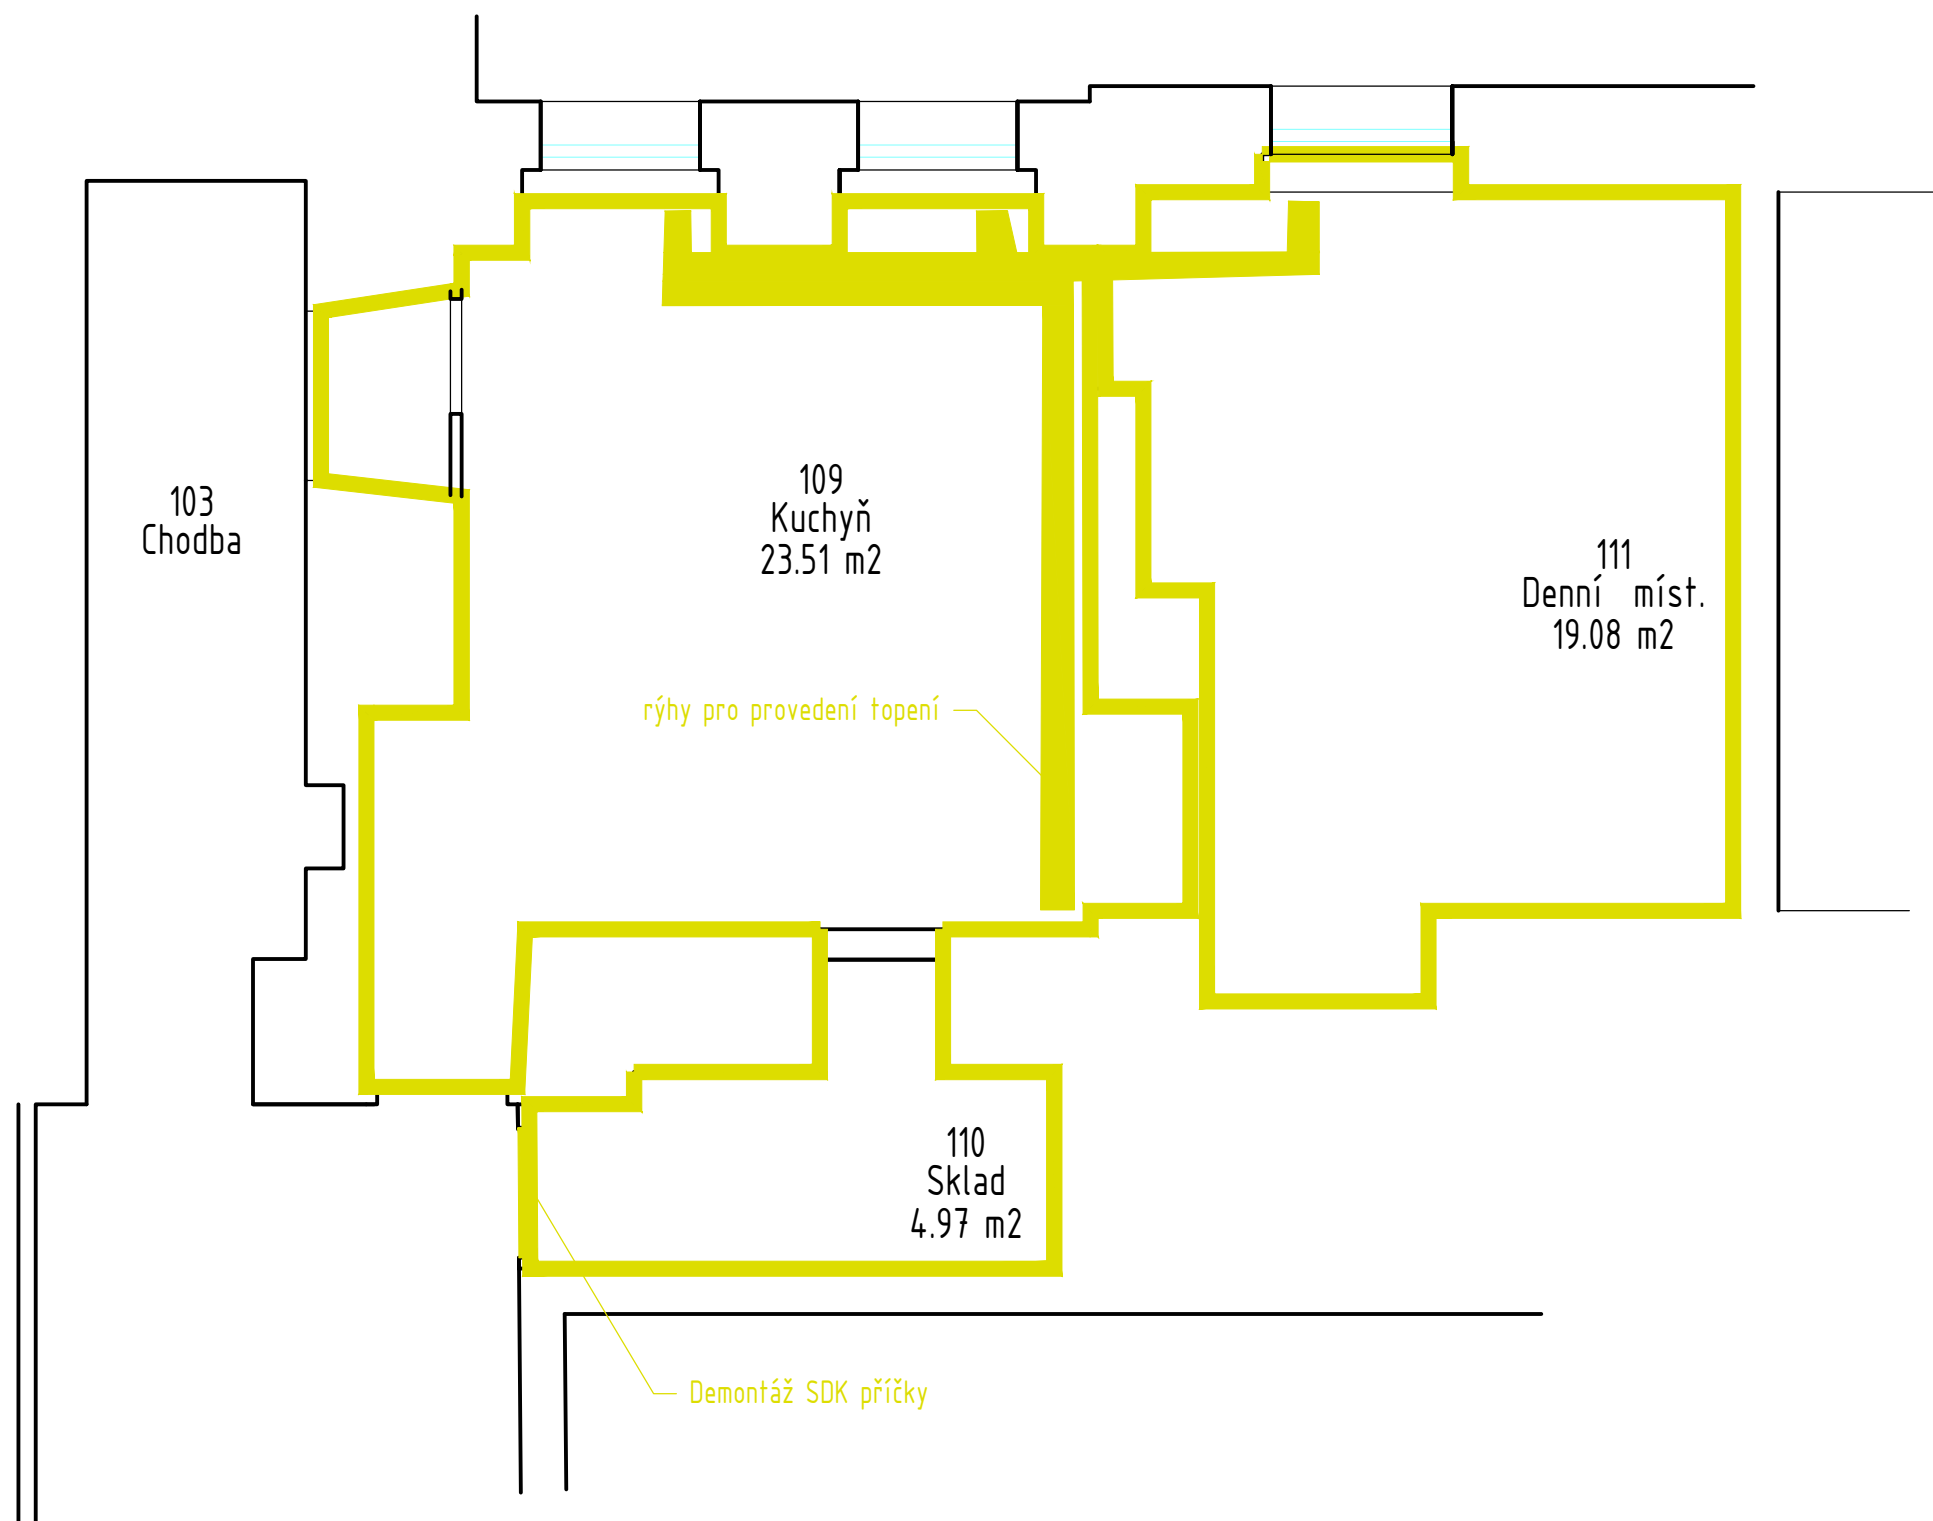 103
Chodba
109
Kuchyň
23.51 m2
111
Denní míst.
19.08 m2
rýhy pro provedení topení
110
Sklad
4.97 m2
Demontáž SDK příčky